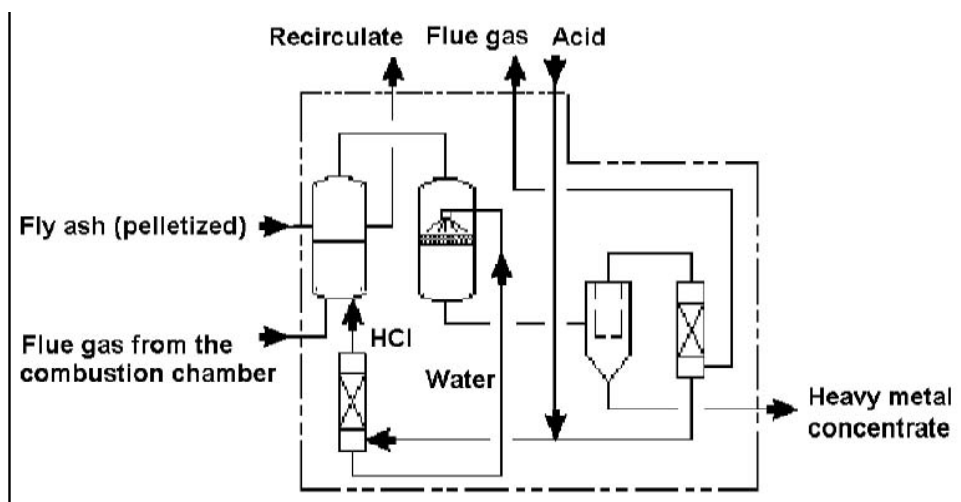 Recirculate Flue gas Acid
Fly ash (pelletized)
Flue gas from the
combustion chamber
HCl
Water
Heavy metal
concentrate